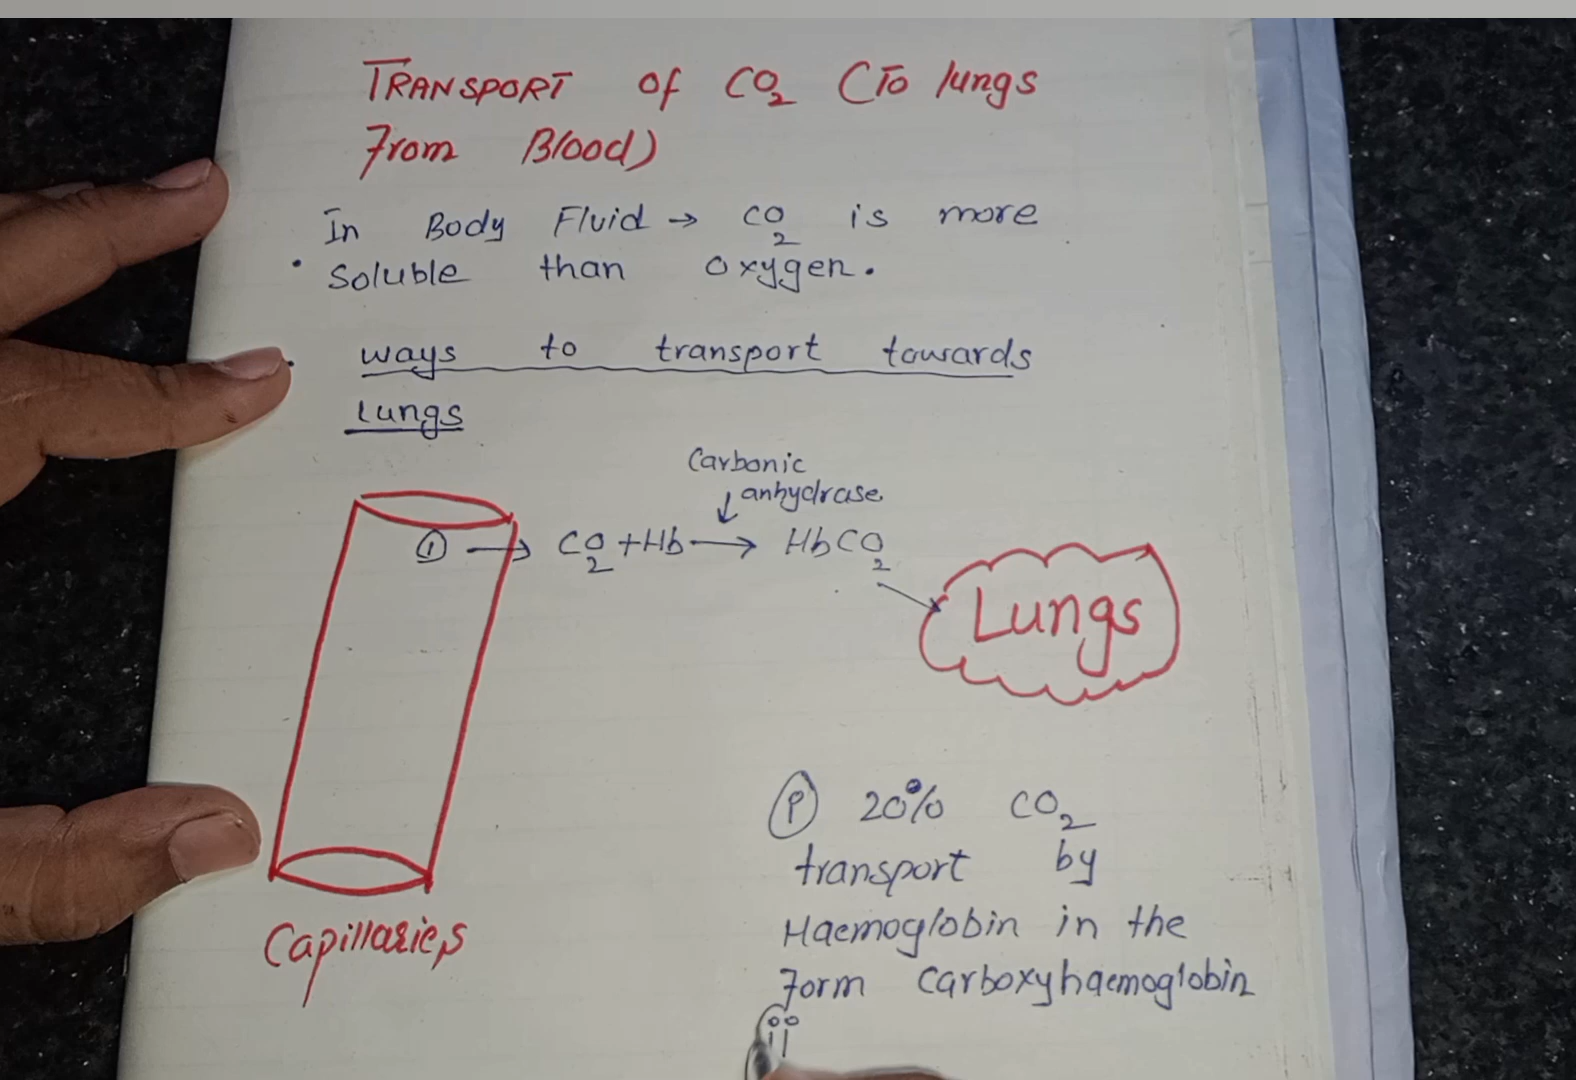 TRANSPORT of CO2 (To lungs
From Blood)
In Body Fluid → CO2 is more
• Soluble than oxygen.
• ways to transport towards
Lungs
Carbonic
↓ anhydrase
① → CO2+Hb → HbCO2
Lungs
(i) 20% CO2
transport by
Haemoglobin in the
Form Carboxyhaemoglobin
Capillaries
ii